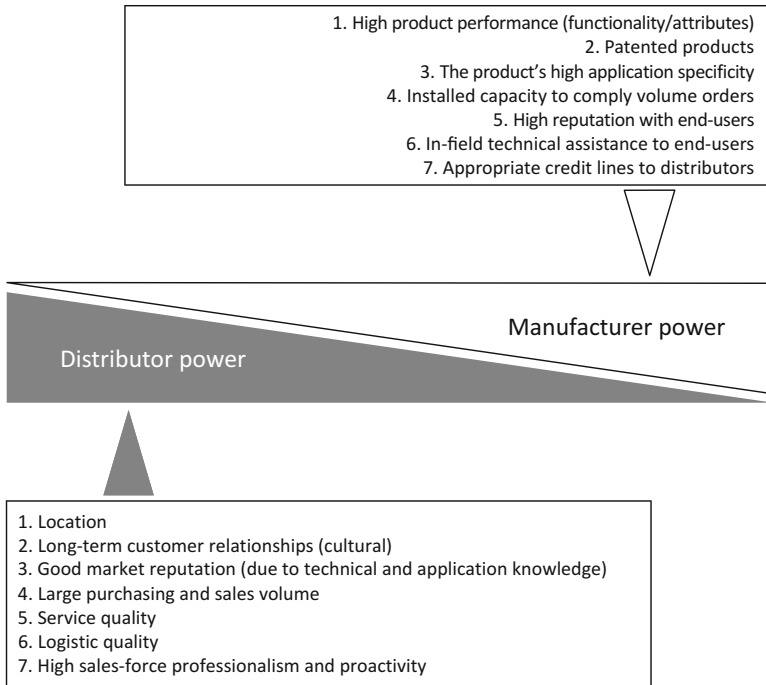 1. High product performance (functionality/attributes)
2. Patented products
3. The product's high application specificity
4. Installed capacity to comply volume orders
5. High reputation with end-users
6. In-field technical assistance to end-users
7. Appropriate credit lines to distributors
Manufacturer power
Distributor power
1. Location
2. Long-term customer relationships (cultural)
3. Good market reputation (due to technical and application knowledge)
4. Large purchasing and sales volume
5. Service quality
6. Logistic quality
7. High sales-force professionalism and proactivity